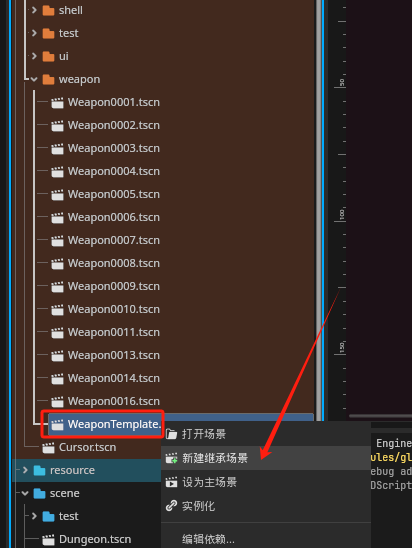 shell
test
ui
weapon
Weapon0001.tscn
Weapon0002.tscn
Weapon0003.tscn
Weapon0004.tscn
Weapon0005.tscn
Weapon0006.tscn
Weapon0007.tscn
Weapon0008.tscn
Weapon0009.tscn
Weapon0010.tscn
Weapon0011.tscn
Weapon0013.tscn
Weapon0014.tscn
Weapon0016.tscn
WeaponTemplate.
Cursor.tscn
resource
scene
test
Dungeon.tscn
打开场景
新建继承场景
设为主场景
实例化
编辑依赖...
50
100
150
Engine
ules/gl
ebug ad
DScript